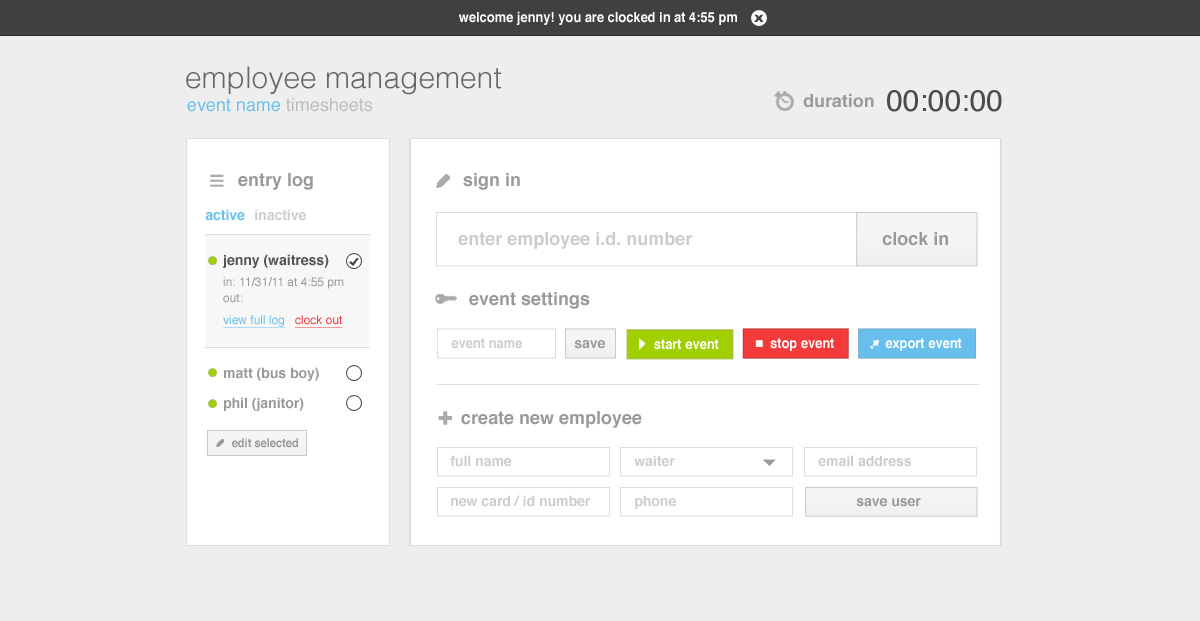 welcome jenny! you are clocked in at 4:55 pm
employee management
event name timesheets
duration 00:00:00
entry log
active inactive
jenny (waitress)
in: 11/31/11 at 4:55 pm
out:
view full log clock out
matt (bus boy)
phil (janitor)
edit selected
sign in
enter employee i.d. number clock in
event settings
event name save start event stop event export event
create new employee
full name waiter email address
new card / id number phone save user